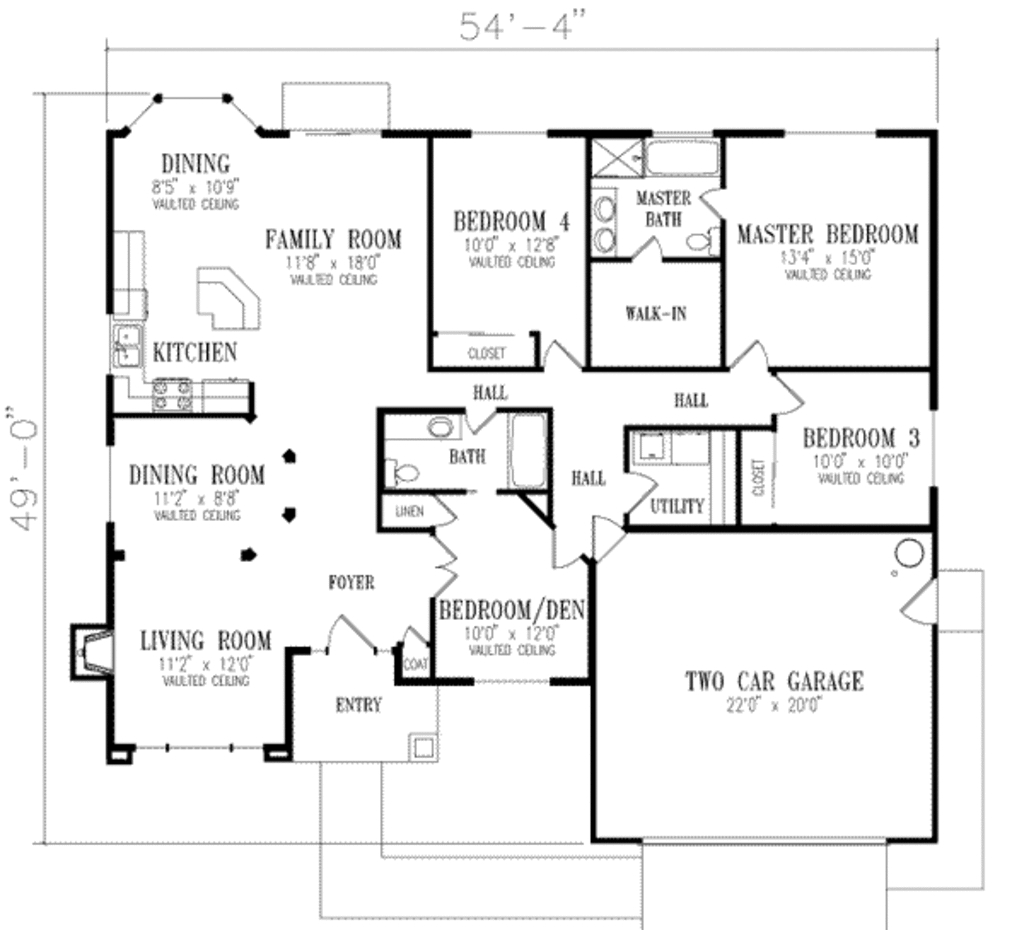 54'-4"
49'-0"
DINING
8'5" x 10'9"
VAULTED CEILING
FAMILY ROOM
11'8" x 18'0"
VAULTED CEILING
BEDROOM 4
10'0" x 12'8"
VAULTED CEILING
CLOSET
MASTER
BATH
WALK-IN
MASTER BEDROOM
13'4" x 15'0"
VAULTED CEILING
KITCHEN
HALL
HALL
BATH
LINEN
HALL
UTILITY
CLOSET
BEDROOM 3
10'0" x 10'0"
VAULTED CEILING
DINING ROOM
11'2" x 8'8"
VAULTED CEILING
FOYER
BEDROOM/DEN
10'0" x 12'0"
VAULTED CEILING
LIVING ROOM
11'2" x 12'0"
VAULTED CEILING
COAT
ENTRY
TWO CAR GARAGE
22'0" x 20'0"